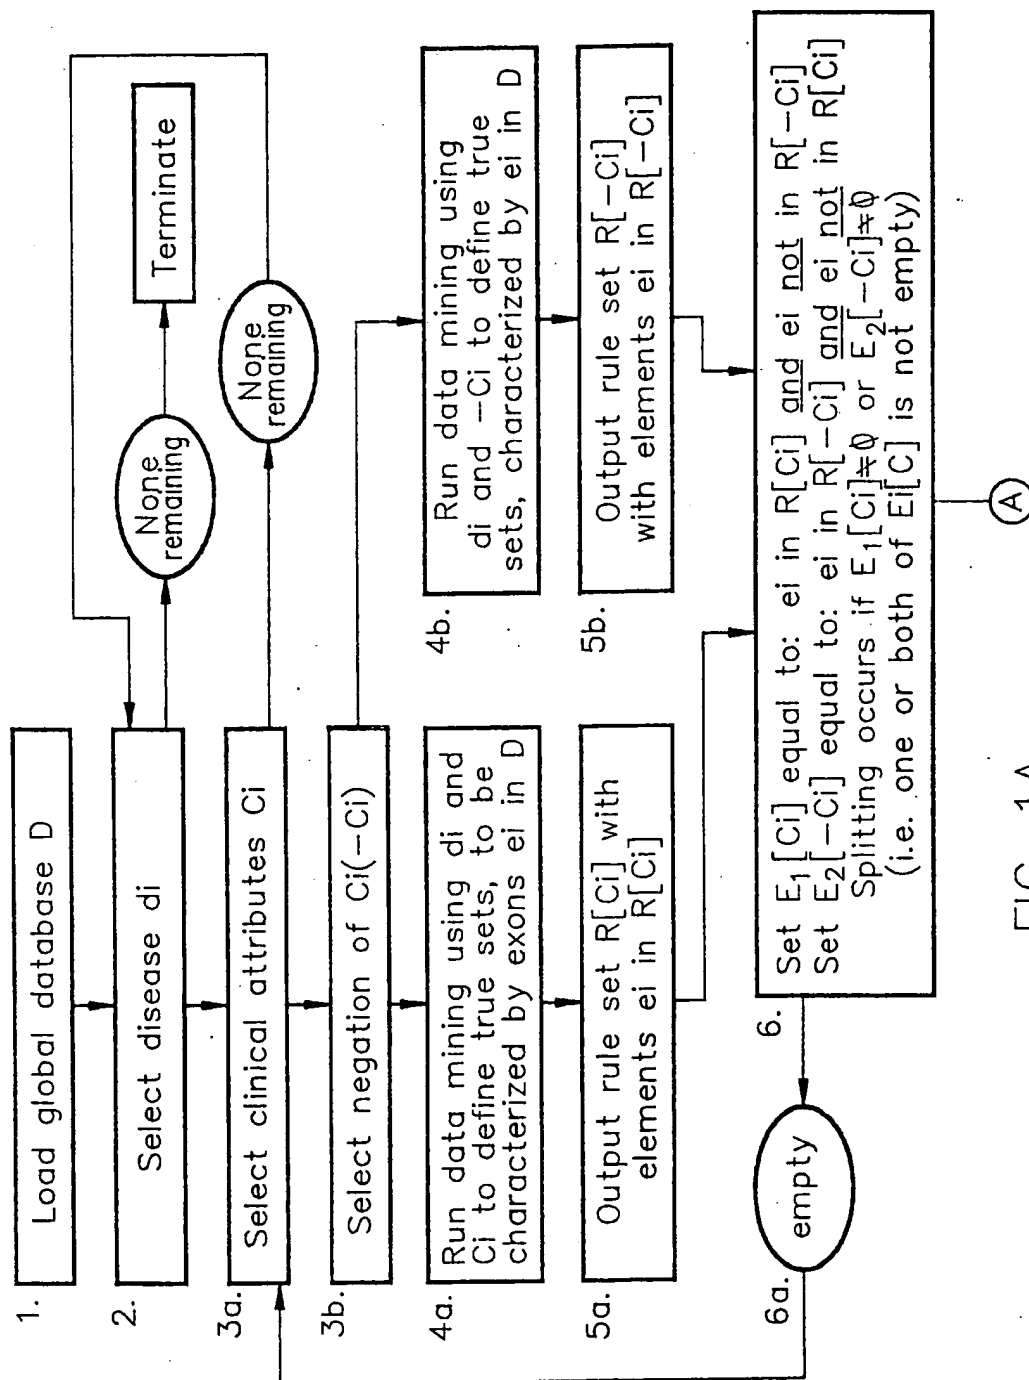 1.
Load global database D
2.
Select disease di
None
remaining
Terminate
3a.
Select clinical attributes Ci
None
remaining
3b.
Select negation of Ci(−Ci)
4a.
Run data mining using di and
Ci to define true sets, to be
characterized by exons ei in D
4b.
Run data mining using
di and −Ci to define true
sets, characterized by ei in D
5a.
Output rule set R[Ci] with
elements ei in R[Ci]
5b.
Output rule set R[−Ci]
with elements ei in R[−Ci]
6.
Set E₁[Ci] equal to: ei in R[Ci] and ei not in R[−Ci]
Set E₂[−Ci] equal to: ei in R[−Ci] and ei not in R[Ci]
Splitting occurs if E₁[Ci]≠∅ or E₂[−Ci]≠∅
(i.e. one or both of Ei[C] is not empty)
6a.
empty
A
FIG. 1A